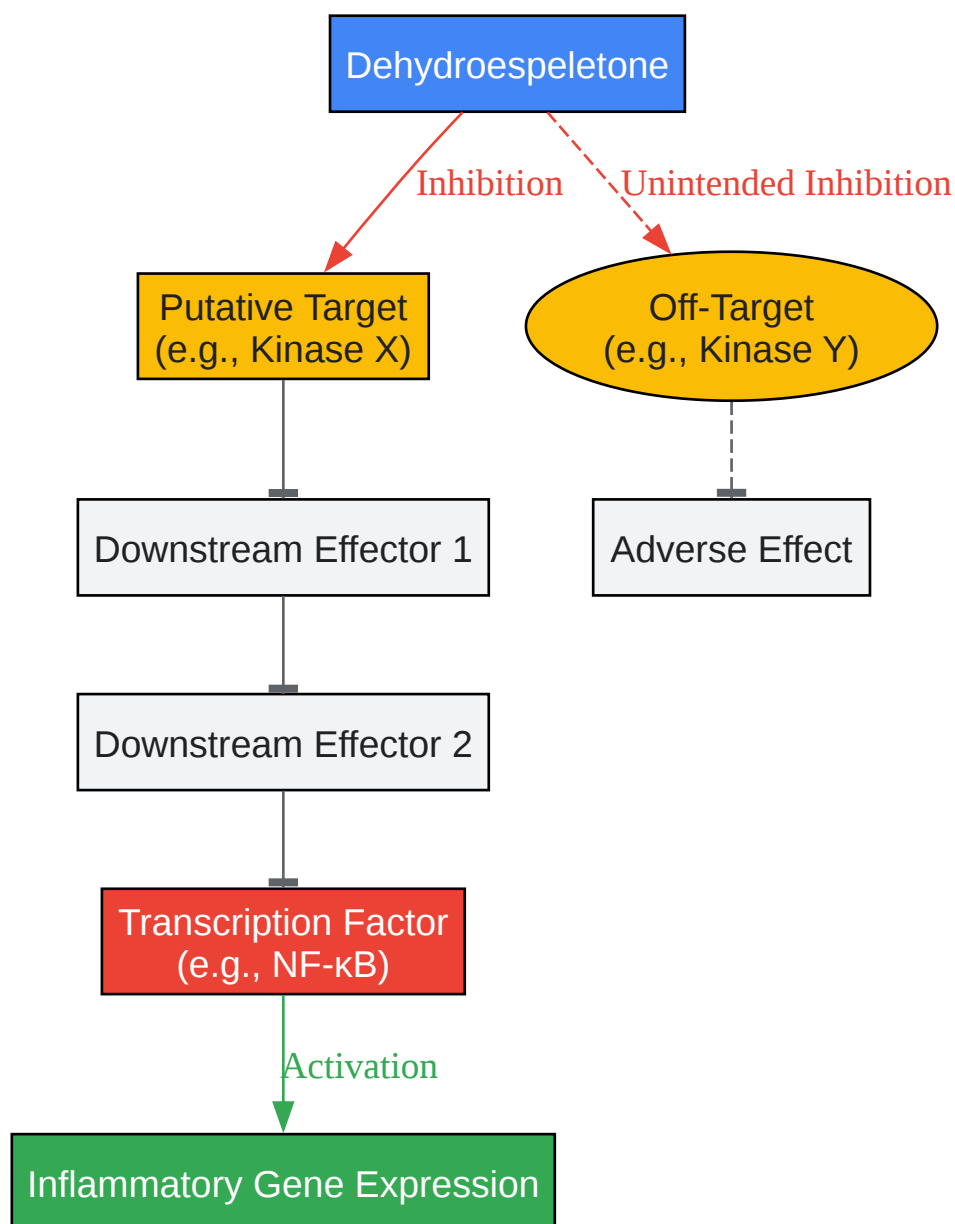 Dehydroespeletone
Inhibition
Unintended Inhibition
Putative Target
(e.g., Kinase X)
Off-Target
(e.g., Kinase Y)
Downstream Effector 1
Adverse Effect
Downstream Effector 2
Transcription Factor
(e.g., NF-κB)
Activation
Inflammatory Gene Expression